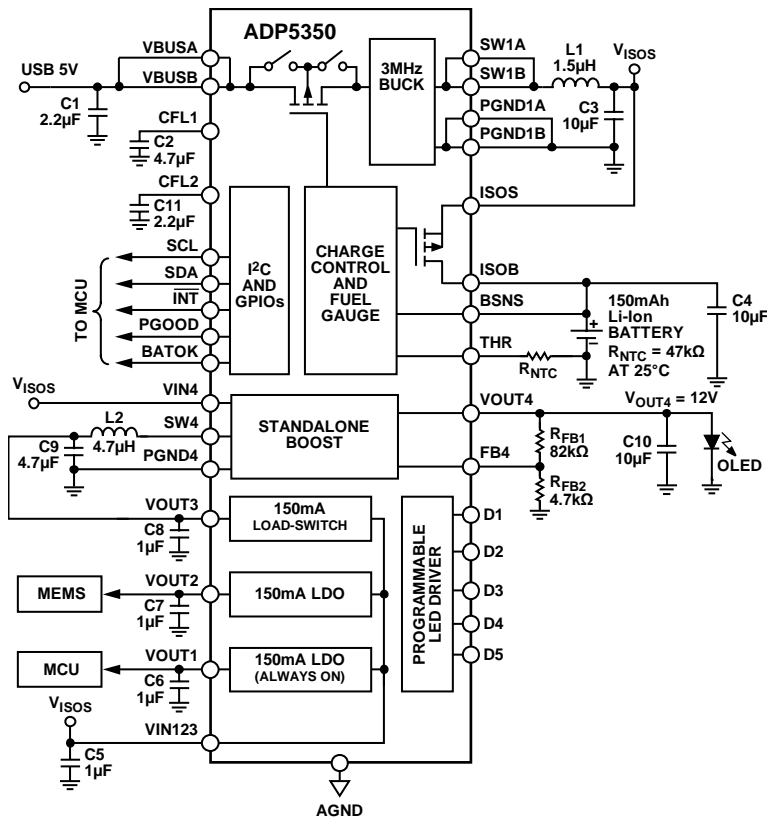 ADP5350
VBUSA
USB 5V
VBUSB
C1
2.2µF
CFL1
C2
4.7µF
CFL2
C11
2.2µF
3MHz
BUCK
SW1A
SW1B
L1
1.5µH
VISOS
PGND1A
PGND1B
C3
10µF
ISOS
SCL
SDA
INT
PGOOD
BATOK
TO MCU
I2C
AND
GPIOs
CHARGE
CONTROL
AND
FUEL
GAUGE
ISOB
BSNS
THR
RNTC
150mAh
Li-Ion
BATTERY
RNTC = 47kΩ
AT 25°C
C4
10µF
VISOS
VIN4
SW4
L2
4.7µH
C9
4.7µF
PGND4
STANDALONE
BOOST
VOUT4
VOUT4 = 12V
RFB1
82kΩ
FB4
RFB2
4.7kΩ
C10
10µF
OLED
VOUT3
C8
1µF
150mA
LOAD-SWITCH
MEMS
VOUT2
C7
1µF
150mA LDO
MCU
VOUT1
C6
1µF
150mA LDO
(ALWAYS ON)
PROGRAMMABLE
LED DRIVER
D1
D2
D3
D4
D5
VISOS
VIN123
C5
1µF
AGND